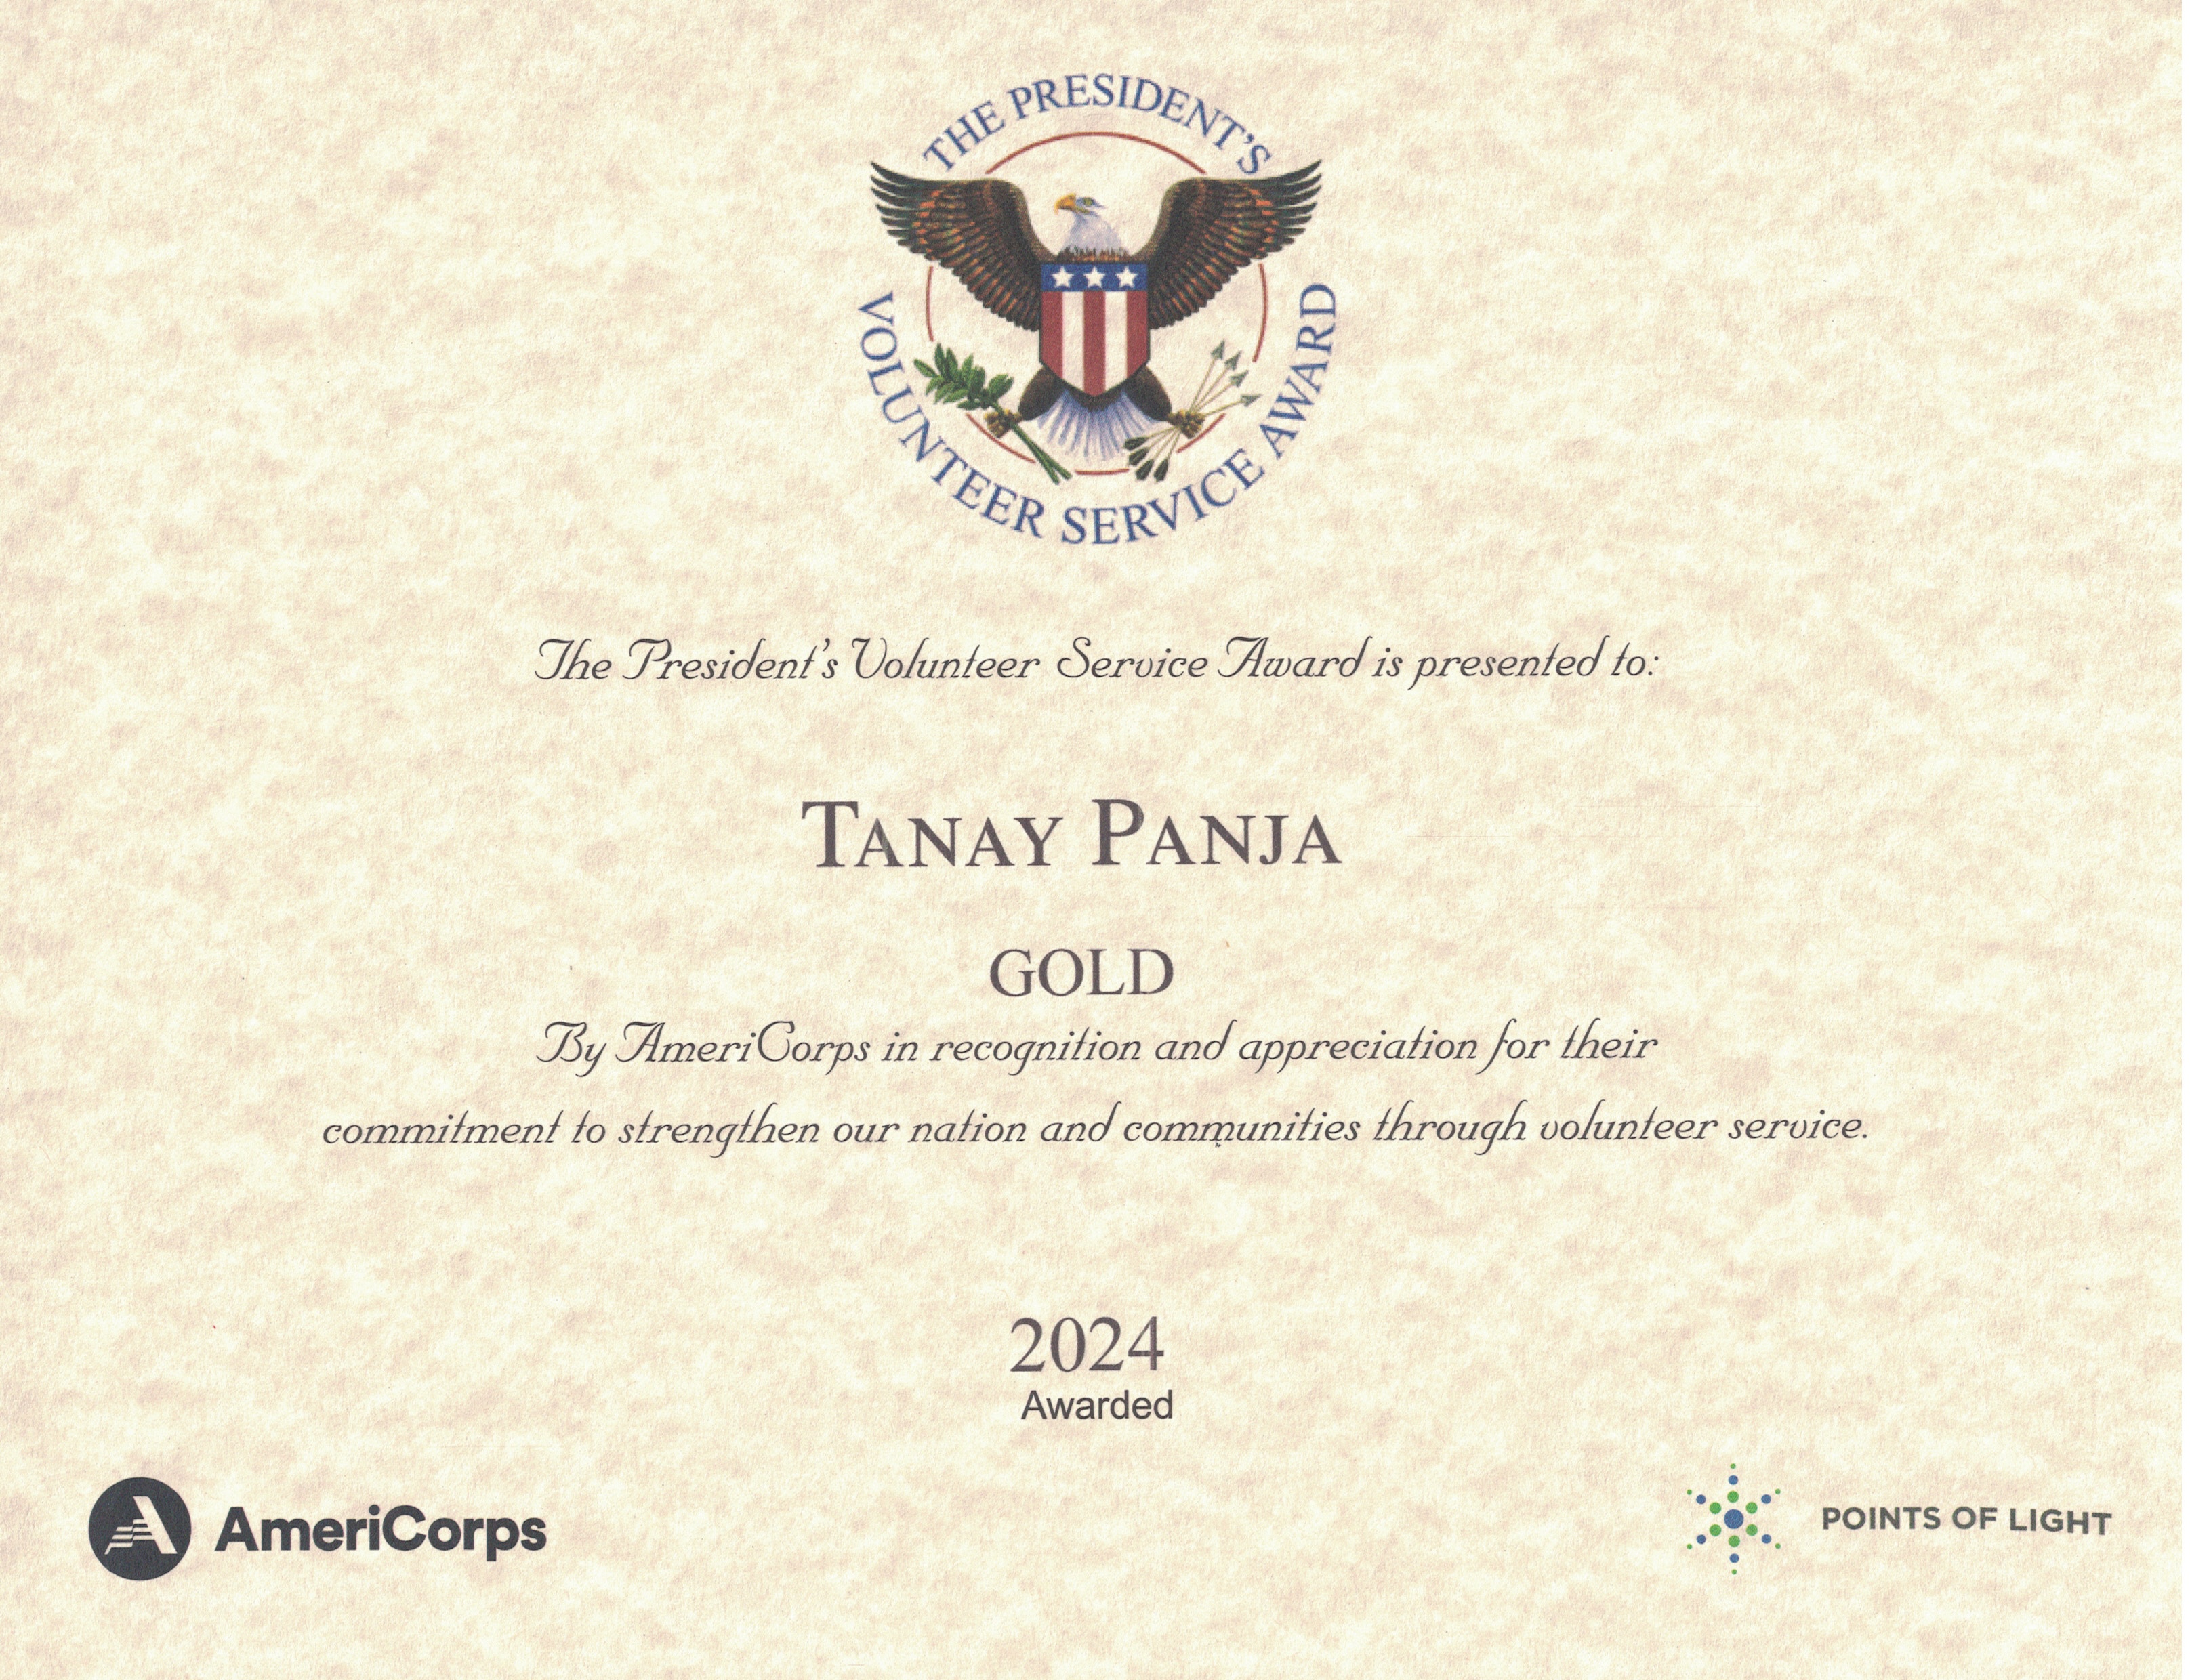 THE PRESIDENT'S
VOLUNTEER SERVICE AWARD
The President's Volunteer Service Award is presented to:
TANAY PANJA
GOLD
By AmeriCorps in recognition and appreciation for their
commitment to strengthen our nation and communities through volunteer service.
2024
Awarded
AmeriCorps
POINTS OF LIGHT